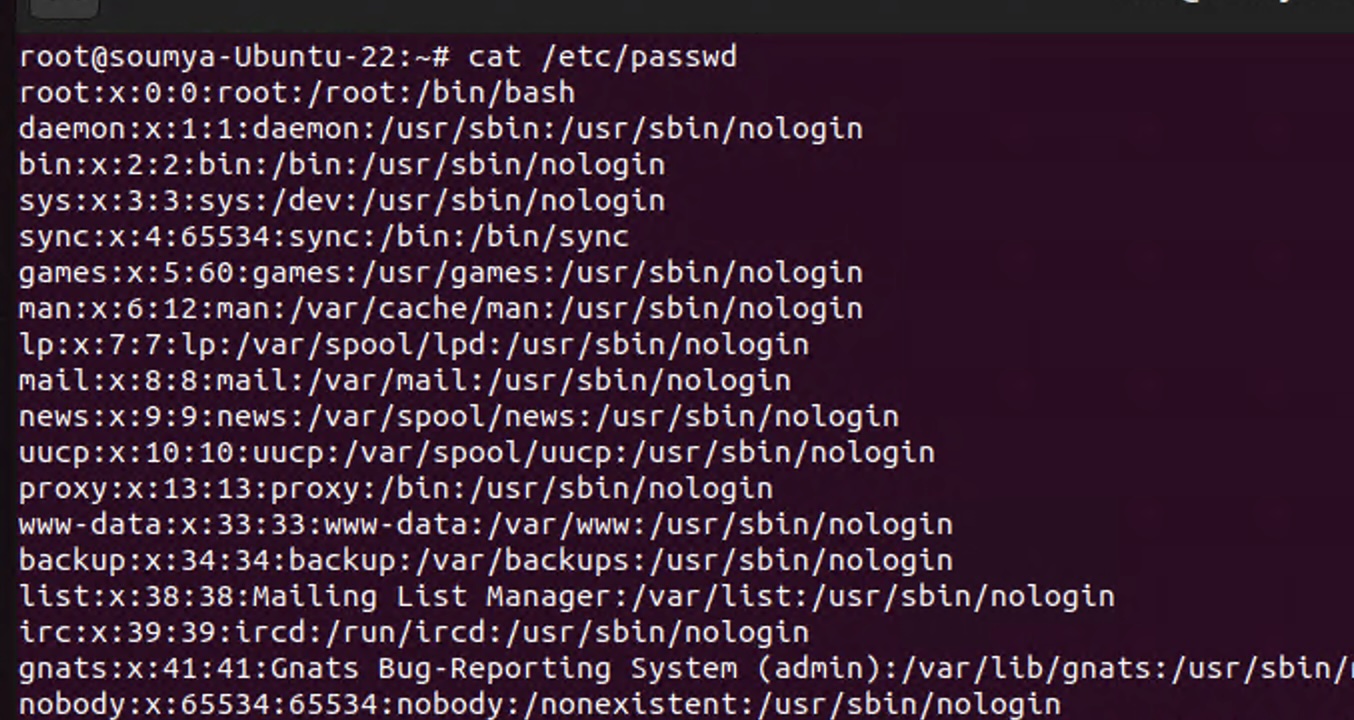 root@soumya-Ubuntu-22:~# cat /etc/passwd
root:x:0:0:root:/root:/bin/bash
daemon:x:1:1:daemon:/usr/sbin:/usr/sbin/nologin
bin:x:2:2:bin:/bin:/usr/sbin/nologin
sys:x:3:3:sys:/dev:/usr/sbin/nologin
sync:x:4:65534:sync:/bin:/bin/sync
games:x:5:60:games:/usr/games:/usr/sbin/nologin
man:x:6:12:man:/var/cache/man:/usr/sbin/nologin
lp:x:7:7:lp:/var/spool/lpd:/usr/sbin/nologin
mail:x:8:8:mail:/var/mail:/usr/sbin/nologin
news:x:9:9:news:/var/spool/news:/usr/sbin/nologin
uucp:x:10:10:uucp:/var/spool/uucp:/usr/sbin/nologin
proxy:x:13:13:proxy:/bin:/usr/sbin/nologin
www-data:x:33:33:www-data:/var/www:/usr/sbin/nologin
backup:x:34:34:backup:/var/backups:/usr/sbin/nologin
list:x:38:38:Mailing List Manager:/var/list:/usr/sbin/nologin
irc:x:39:39:ircd:/run/ircd:/usr/sbin/nologin
gnats:x:41:41:Gnats Bug-Reporting System (admin):/var/lib/gnats:/usr/sbin/
nobody:x:65534:65534:nobody:/nonexistent:/usr/sbin/nologin